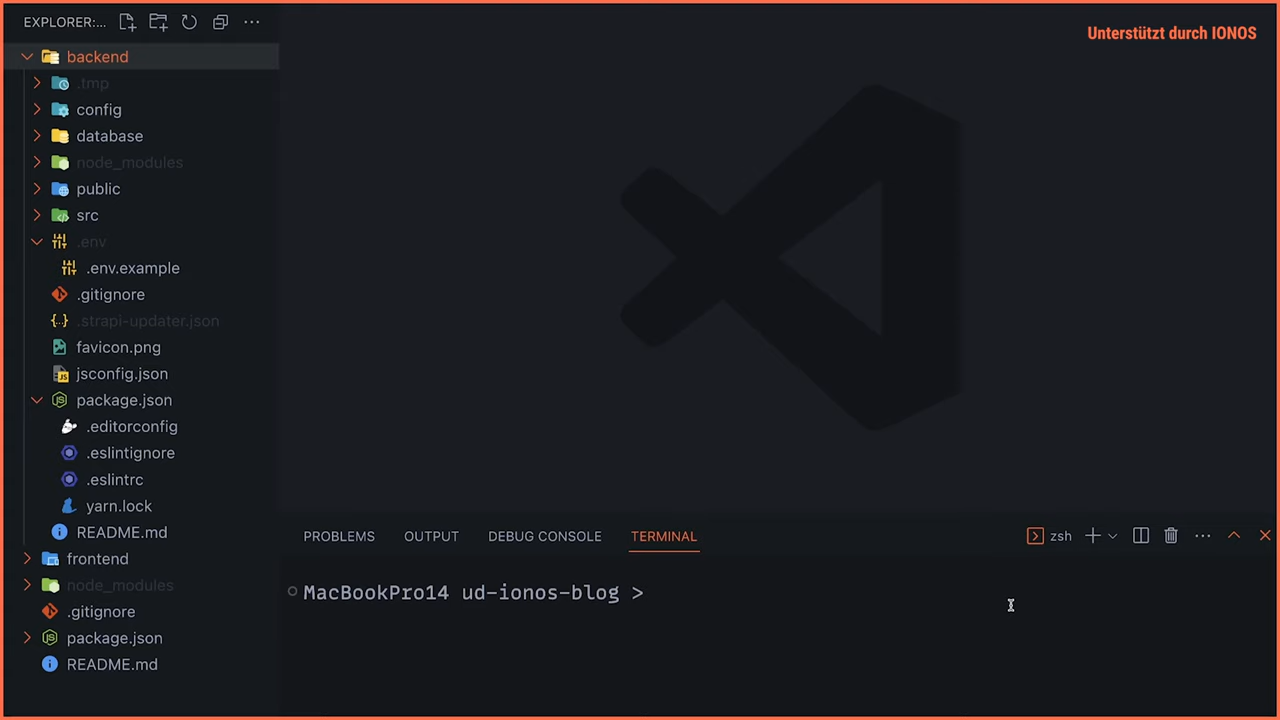 EXPLORER:...
Unterstützt durch IONOS
backend
.tmp
config
database
node_modules
public
src
.env
.env.example
.gitignore
.strapi-updater.json
favicon.png
jsconfig.json
package.json
.editorconfig
.eslintignore
.eslintrc
yarn.lock
README.md
frontend
node_modules
.gitignore
package.json
README.md
PROBLEMS OUTPUT DEBUG CONSOLE TERMINAL zsh
MacBookPro14 ud-ionos-blog >